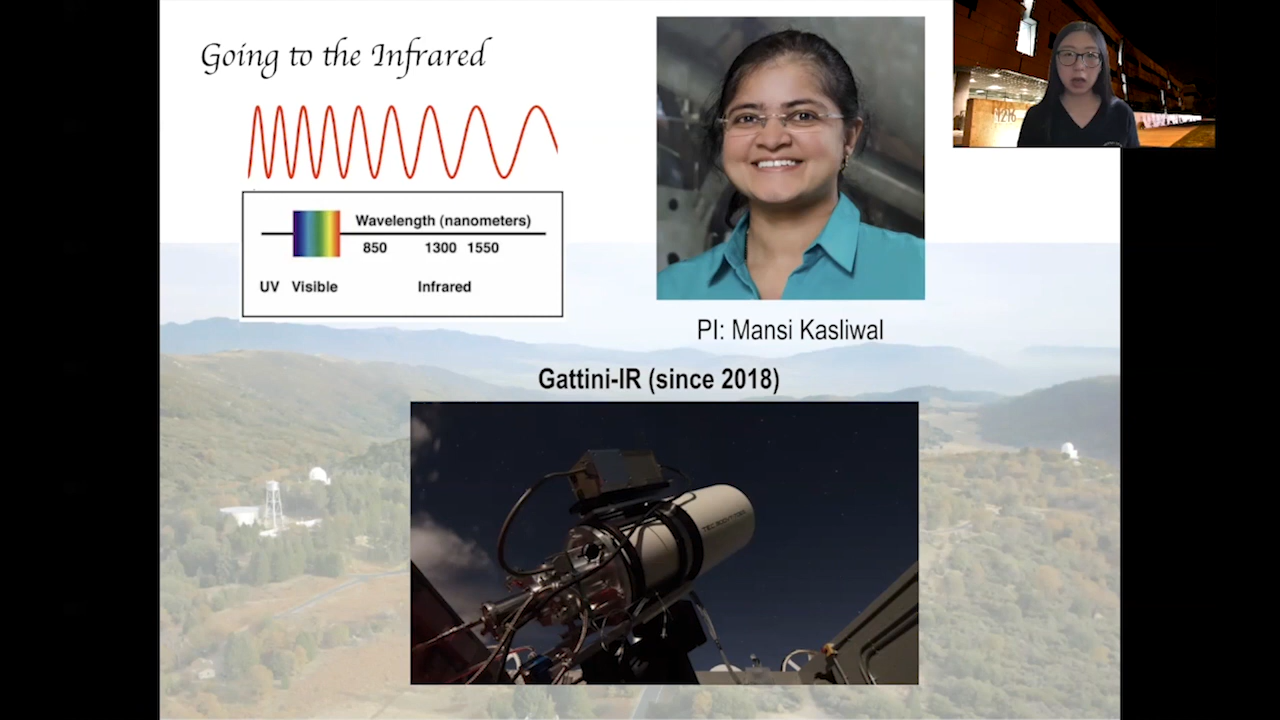 Going to the Infrared
Wavelength (nanometers)
850 1300 1550
UV Visible Infrared
PI: Mansi Kasliwal
Gattini-IR (since 2018)